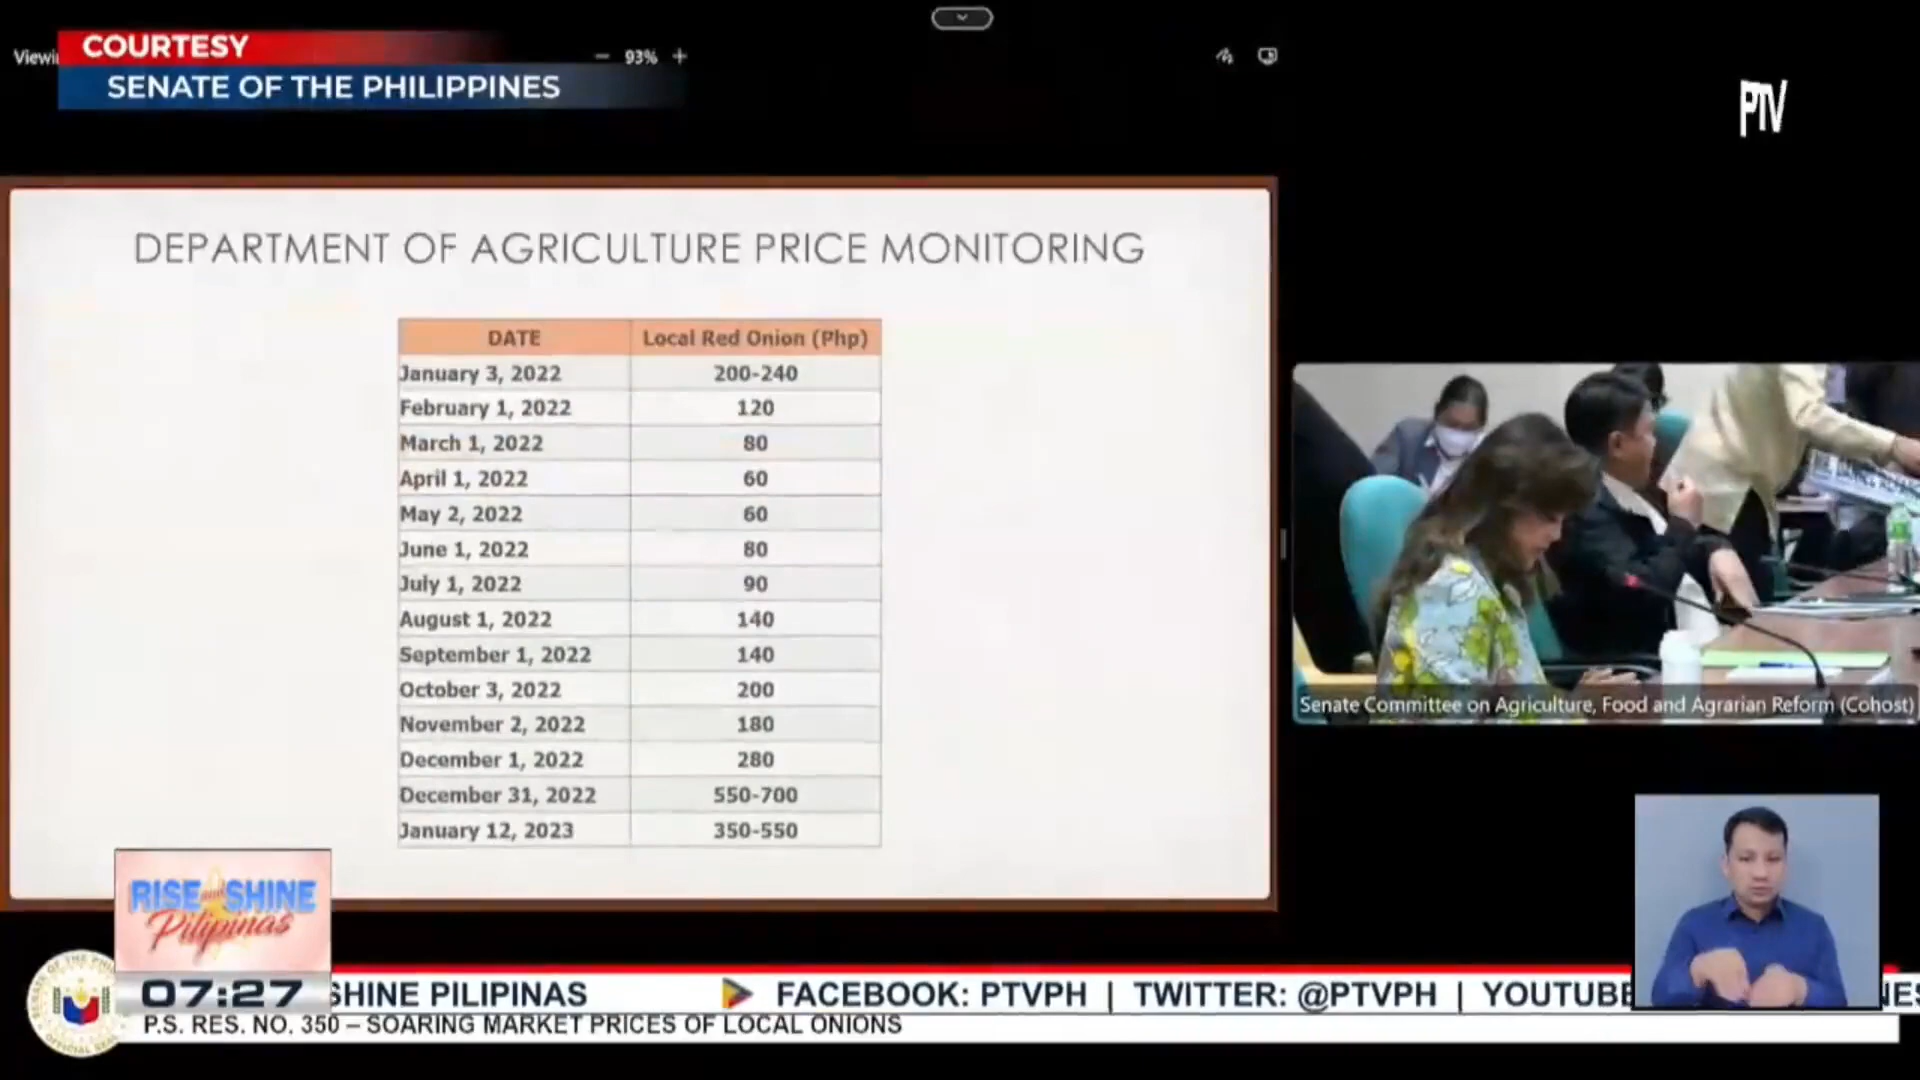 COURTESY
SENATE OF THE PHILIPPINES
93%
PTV
DEPARTMENT OF AGRICULTURE PRICE MONITORING
DATE Local Red Onion (Php)
January 3, 2022 200-240
February 1, 2022 120
March 1, 2022 80
April 1, 2022 60
May 2, 2022 60
June 1, 2022 80
July 1, 2022 90
August 1, 2022 140
September 1, 2022 140
October 3, 2022 200
November 2, 2022 180
December 1, 2022 280
December 31, 2022 550-700
January 12, 2023 350-550
Senate Committee on Agriculture, Food and Agrarian Reform (Cohost)
RISE and SHINE
Pilipinas
07:27
SHINE PILIPINAS FACEBOOK: PTVPH | TWITTER: @PTVPH | YOUTUBE
P.S. RES. NO. 350 – SOARING MARKET PRICES OF LOCAL ONIONS